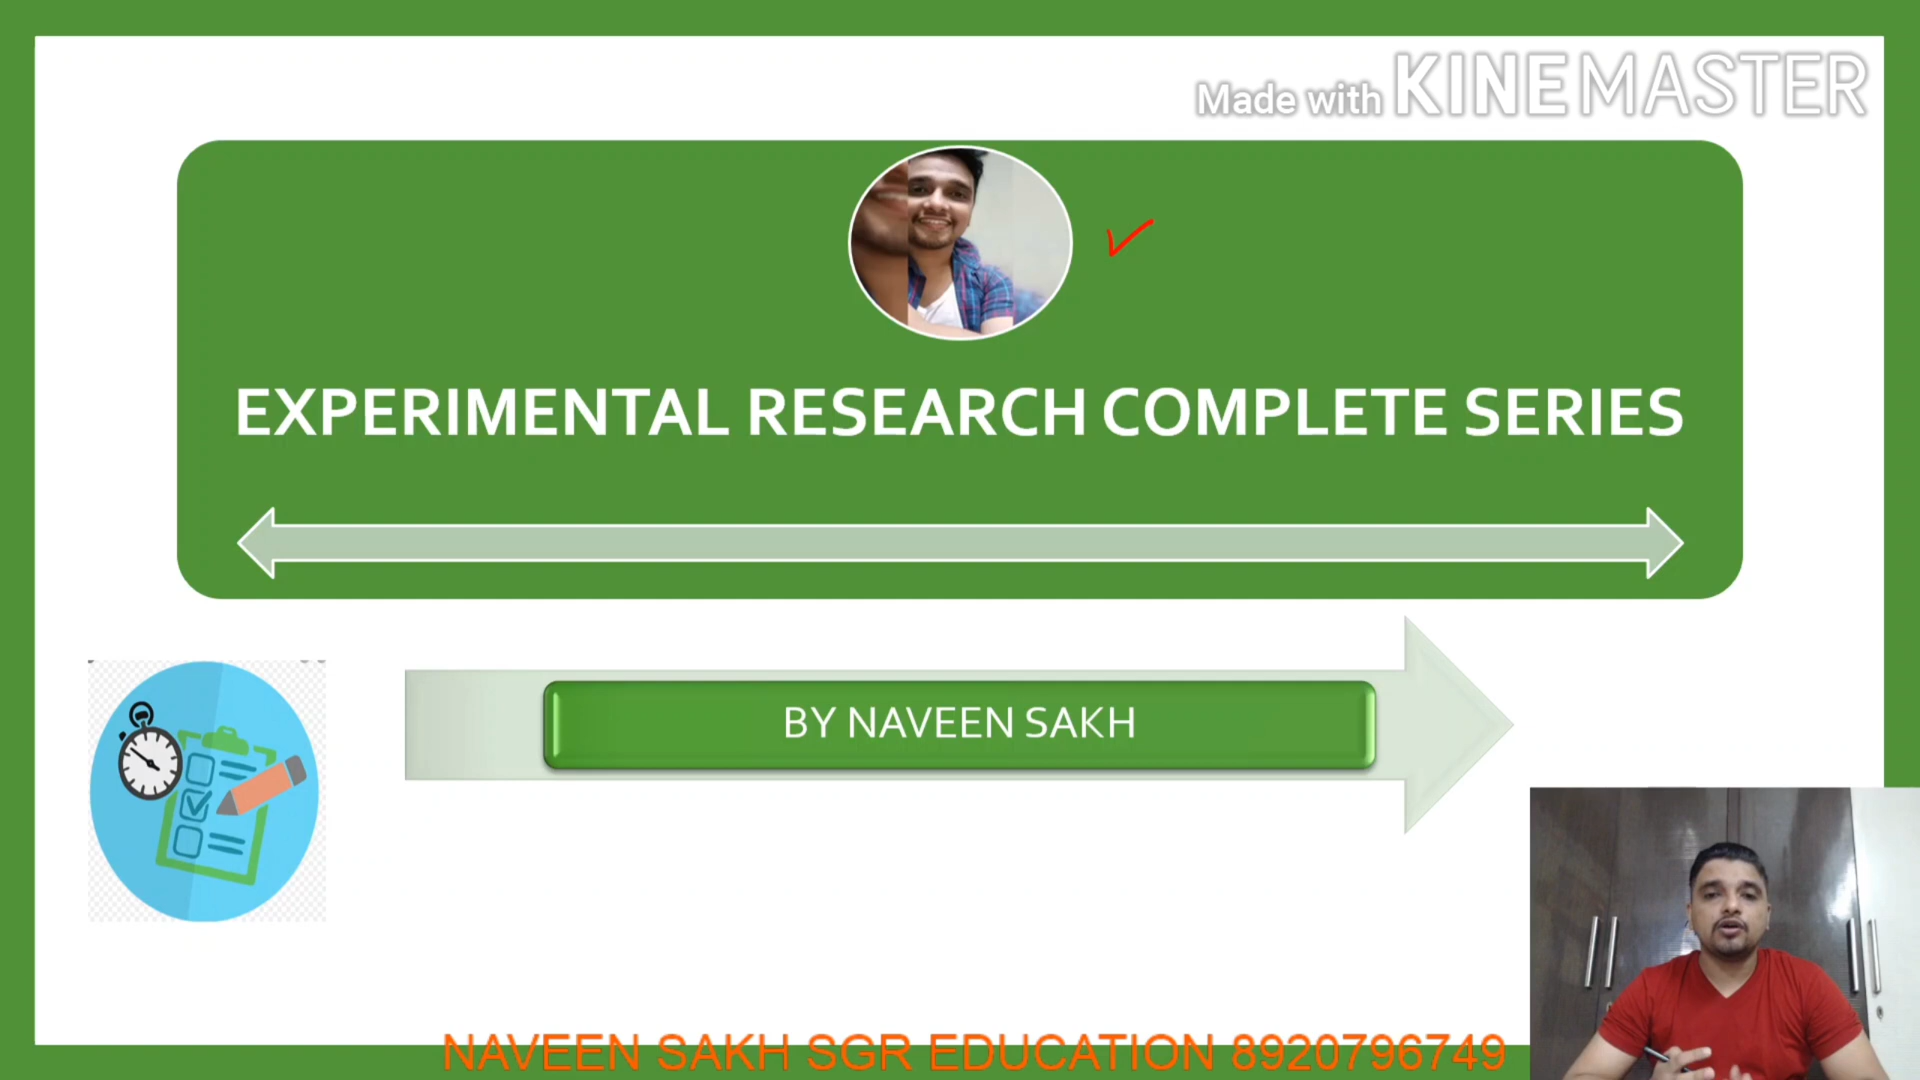 Made with KINEMASTER
EXPERIMENTAL RESEARCH COMPLETE SERIES
BY NAVEEN SAKH
NAVEEN SAKH SGR EDUCATION 8920796749